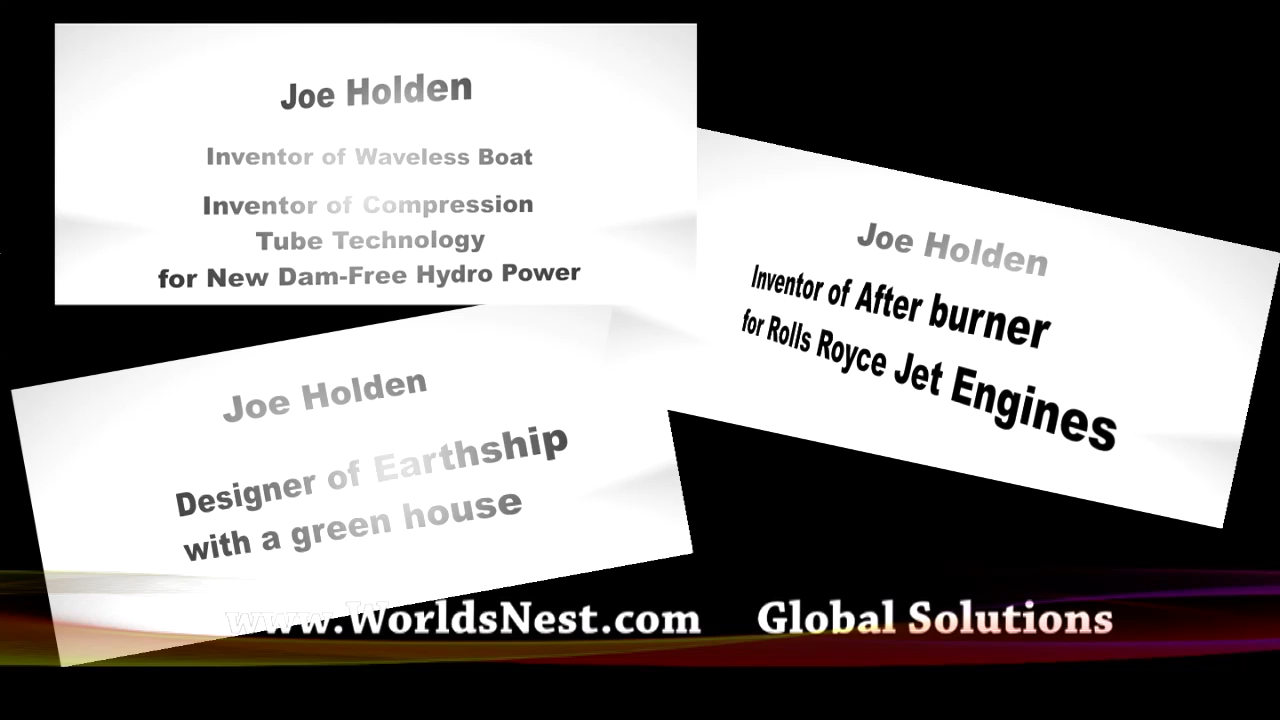 Joe Holden
Inventor of Waveless Boat
Inventor of Compression
Tube Technology
for New Dam-Free Hydro Power
Joe Holden
Inventor of After burner
for Rolls Royce Jet Engines
Joe Holden
Designer of Earthship
with a green house
www.WorldsNest.com Global Solutions